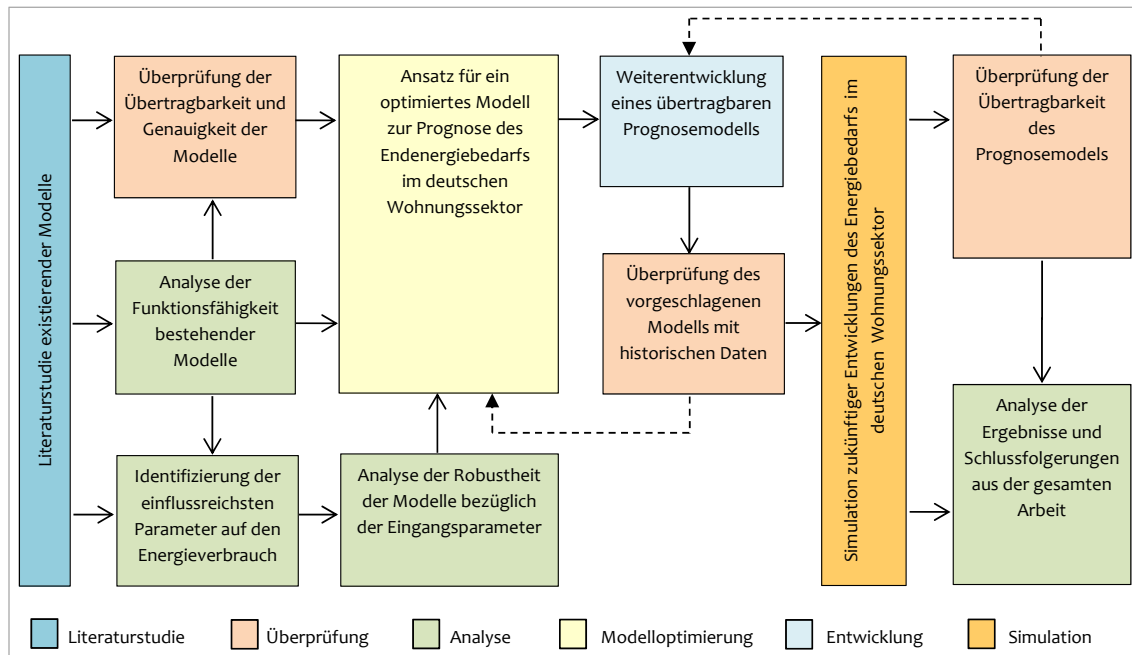 Literaturstudie existierender Modelle
Überprüfung der
Übertragbarkeit und
Genauigkeit der
Modelle
Analyse der
Funktionsfähigkeit
bestehender
Modelle
Identifizierung der
einflussreichsten
Parameter auf den
Energieverbrauch
Ansatz für ein
optimiertes Modell
zur Prognose des
Endenergiebedarfs
im deutschen
Wohnungssektor
Analyse der Robustheit
der Modelle bezüglich
der Eingangsparameter
Weiterentwicklung
eines übertragbaren
Prognosemodells
Überprüfung des
vorgeschlagenen
Modells mit
historischen Daten
Simulation zukünftiger Entwicklungen des Energiebedarfs im
deutschen Wohnungssektor
Überprüfung der
Übertragbarkeit
des
Prognosemodels
Analyse der
Ergebnisse und
Schlussfolgerungen
aus der gesamten
Arbeit
Literaturstudie
Überprüfung
Analyse
Modelloptimierung
Entwicklung
Simulation